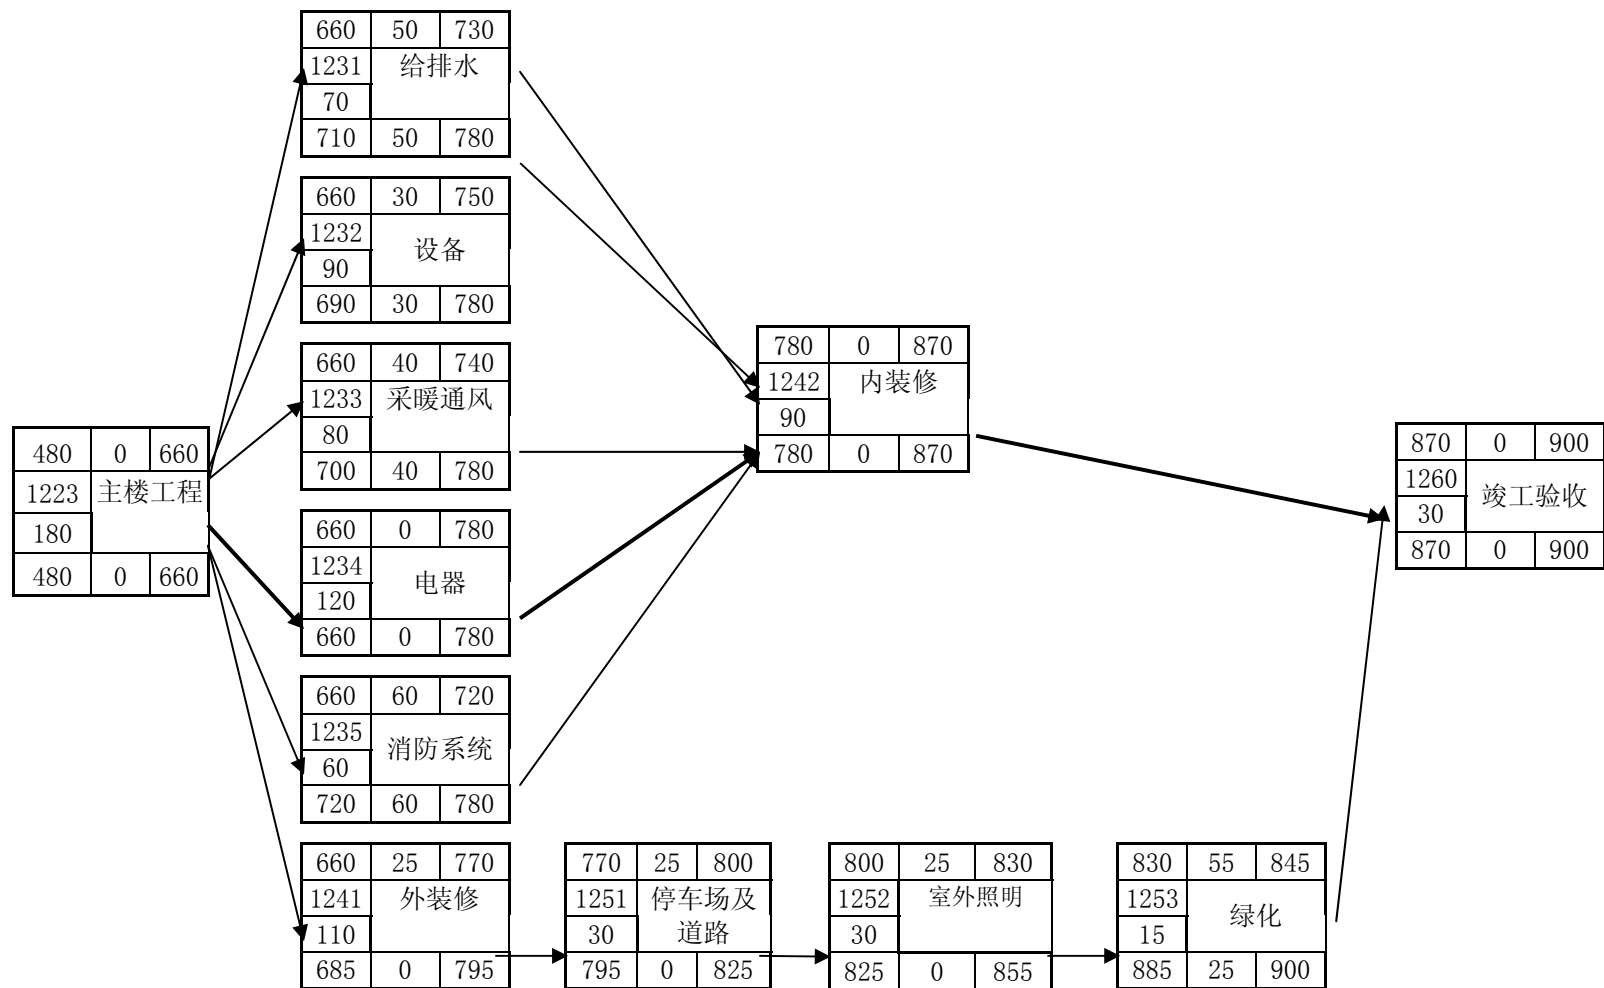 660 50 730
1231 给排水
70
710 50 780
660 30 750
1232
设备
90
690 30 780
660 40 740
1233 采暖通风
80
700 40 780
660 0 780
1234
电器
120
660 0 780
660 60 720
1235
消防系统
60
720 60 780
660 25 770
1241 外装修
110
685 0 795
480 0 660
1223 主楼工程
180
480 0 660
780 0 870
1242 内装修
90
780 0 870
870 0 900
1260
竣工验收
30
870 0 900
770 25 800
1251 停车场及
30 道路
795 0 825
800 25 830
1252 室外照明
30
825 0 855
830 55 845
1253
绿化
15
885 25 900